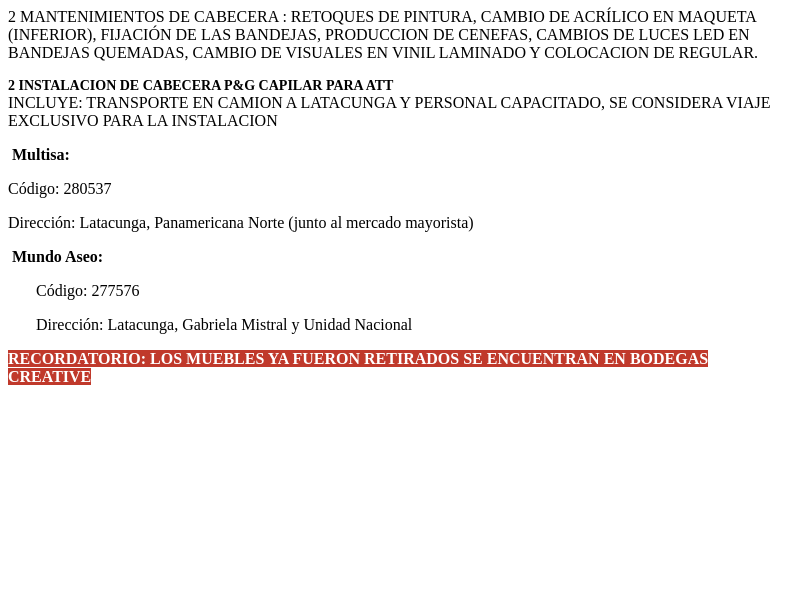 2 MANTENIMIENTOS DE CABECERA : RETOQUES DE PINTURA, CAMBIO DE ACRÍLICO EN MAQUETA
(INFERIOR), FIJACIÓN DE LAS BANDEJAS, PRODUCCION DE CENEFAS, CAMBIOS DE LUCES LED EN
BANDEJAS QUEMADAS, CAMBIO DE VISUALES EN VINIL LAMINADO Y COLOCACION DE REGULAR.
2 INSTALACION DE CABECERA P&G CAPILAR PARA ATT
INCLUYE: TRANSPORTE EN CAMION A LATACUNGA Y PERSONAL CAPACITADO, SE CONSIDERA VIAJE
EXCLUSIVO PARA LA INSTALACION
Multisa:
Código: 280537
Dirección: Latacunga, Panamericana Norte (junto al mercado mayorista)
Mundo Aseo:
Código: 277576
Dirección: Latacunga, Gabriela Mistral y Unidad Nacional
RECORDATORIO: LOS MUEBLES YA FUERON RETIRADOS SE ENCUENTRAN EN BODEGAS
CREATIVE